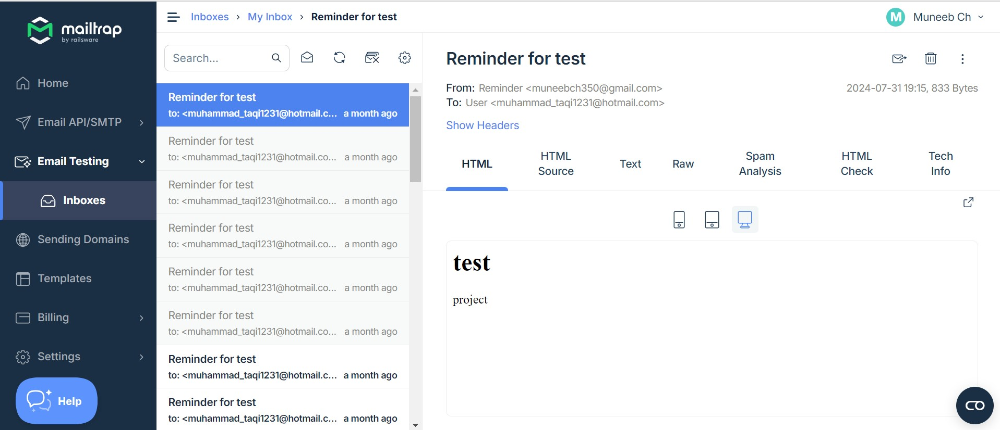 mailtrap
by railsware
Home
Email API/SMTP
Email Testing
Inboxes
Sending Domains
Templates
Billing
Settings
Help
Inboxes › My Inbox › Reminder for test
M Muneeb Ch
Search...
Reminder for test
to: <muhammad_taqi1231@hotmail.c... a month ago
Reminder for test
to: <muhammad_taqi1231@hotmail.co... a month ago
Reminder for test
to: <muhammad_taqi1231@hotmail.co... a month ago
Reminder for test
to: <muhammad_taqi1231@hotmail.co... a month ago
Reminder for test
to: <muhammad_taqi1231@hotmail.co... a month ago
Reminder for test
to: <muhammad_taqi1231@hotmail.co... a month ago
Reminder for test
to: <muhammad_taqi1231@hotmail.c... a month ago
Reminder for test
to: <muhammad_taqi1231@hotmail.c... a month ago
Reminder for test
From: Reminder <muneebch350@gmail.com>
2024-07-31 19:15, 833 Bytes
To: User <muhammad_taqi1231@hotmail.com>
Show Headers
HTML
HTML
Source
Text
Raw
Spam
Analysis
HTML
Check
Tech
Info
test
project